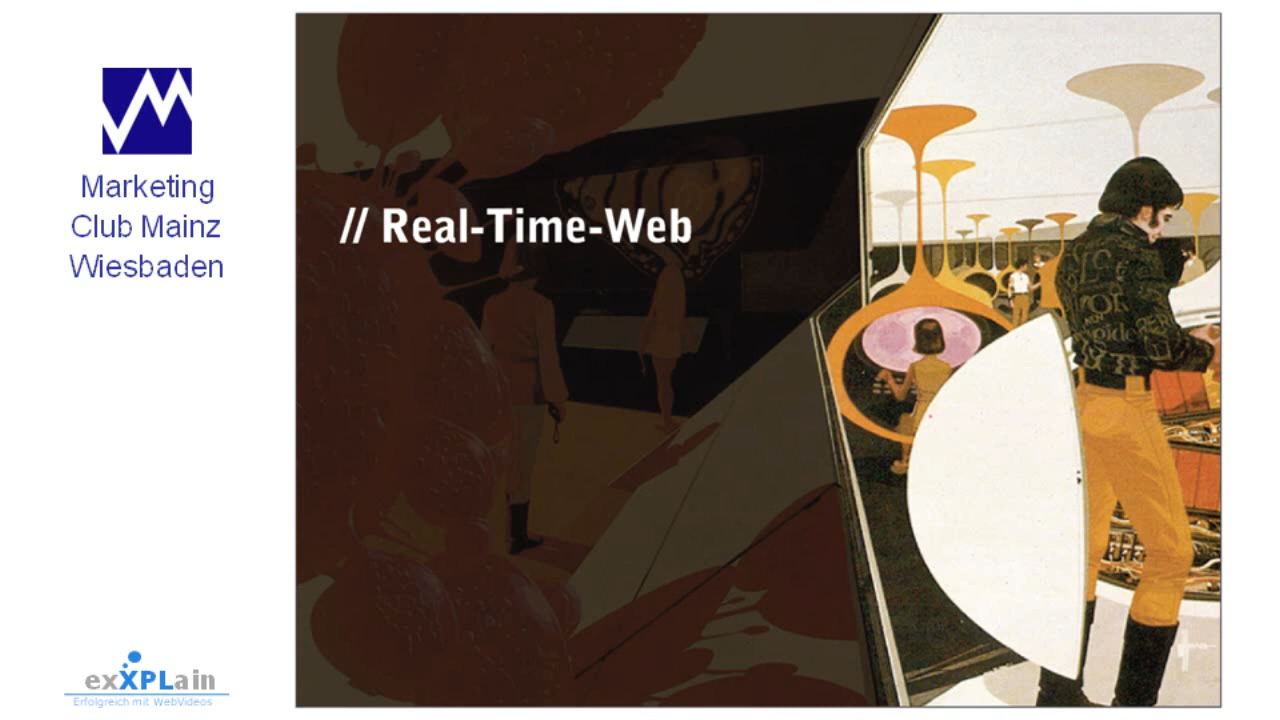 Marketing
Club Mainz
Wiesbaden
// Real-Time-Web
exXPLain
Erfolgreich mit WebVideos